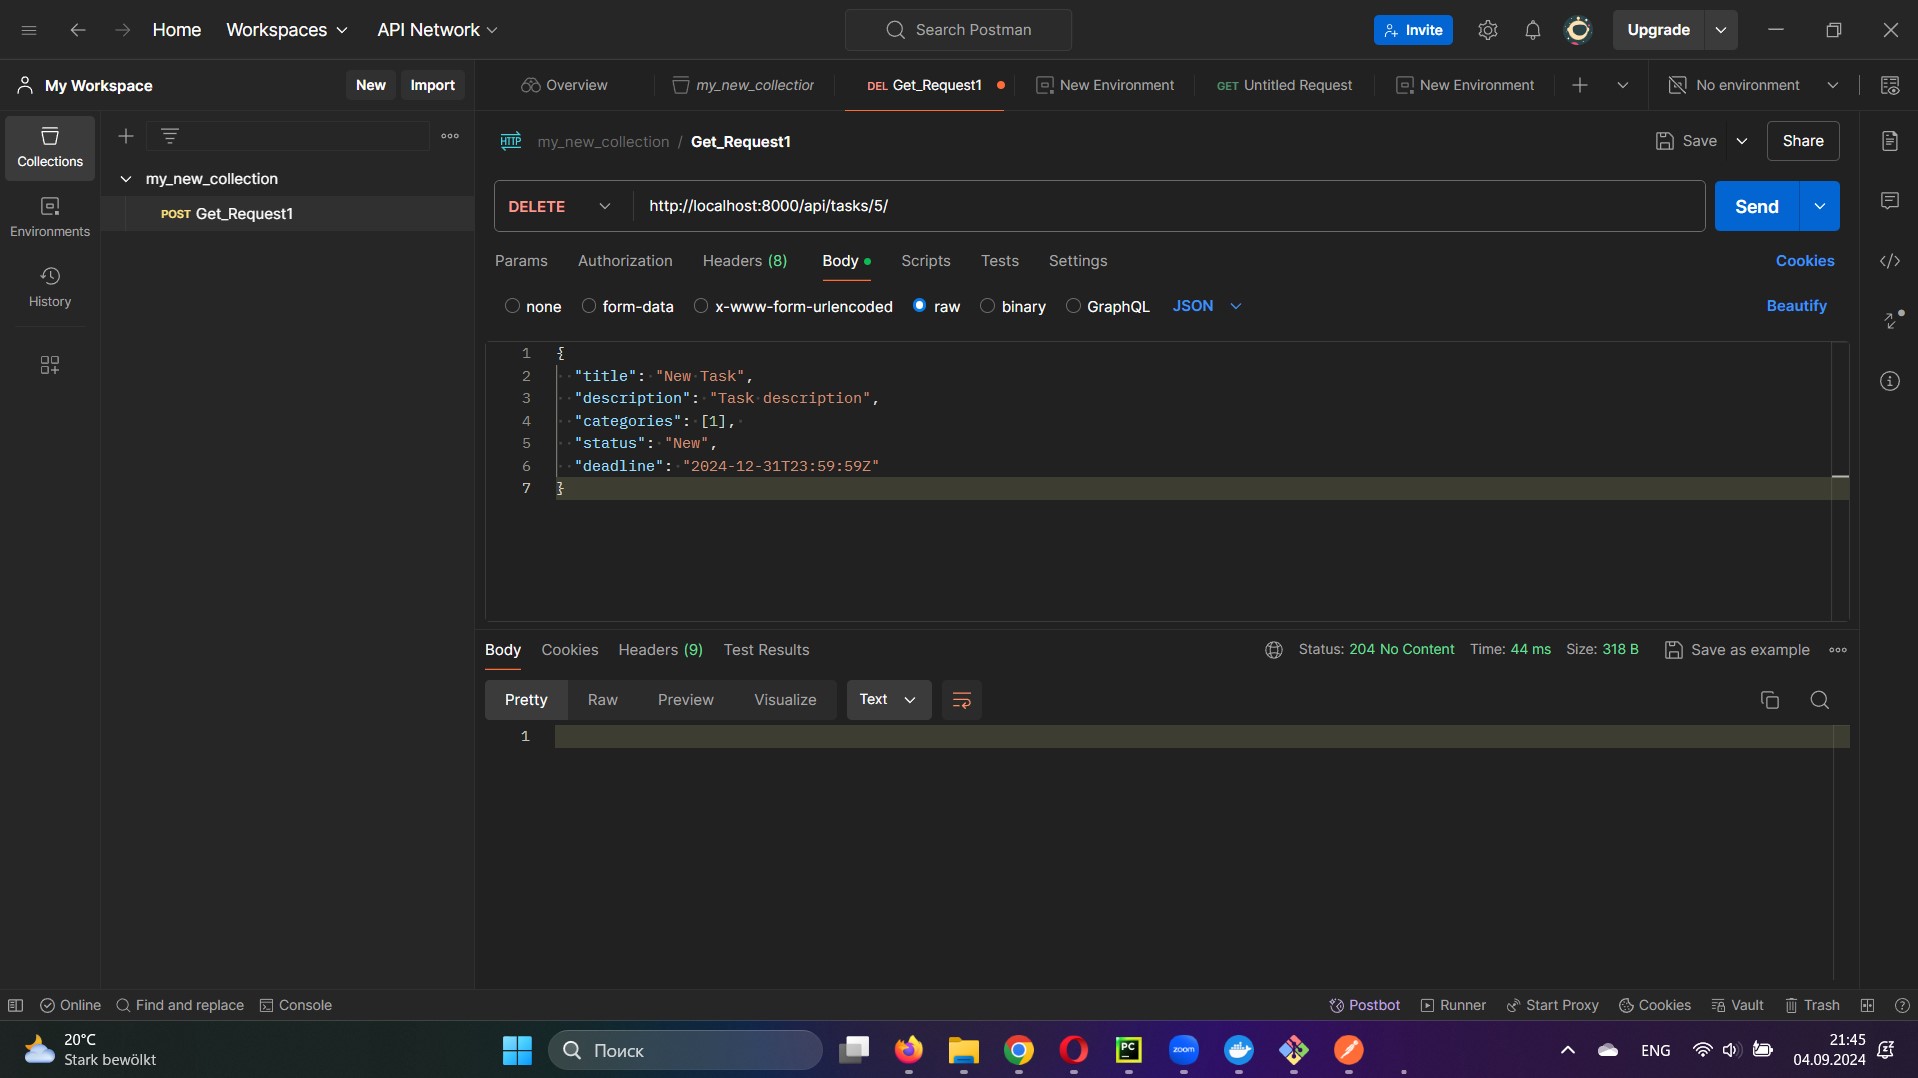 Home Workspaces API Network Search Postman Invite Upgrade
My Workspace New Import Overview my_new_collection DEL Get_Request1 New Environment GET Untitled Request New Environment No environment
Collections
Environments
History
my_new_collection
POST Get_Request1
HTTP my_new_collection / Get_Request1 Save Share
DELETE http://localhost:8000/api/tasks/5/ Send
Params Authorization Headers (8) Body Scripts Tests Settings Cookies
none form-data x-www-form-urlencoded raw binary GraphQL JSON Beautify
1 {
2 "title": "New Task",
3 "description": "Task description",
4 "categories": [1],
5 "status": "New",
6 "deadline": "2024-12-31T23:59:59Z"
7 }
Body Cookies Headers (9) Test Results Status: 204 No Content Time: 44 ms Size: 318 B Save as example
Pretty Raw Preview Visualize Text
1
Online Find and replace Console Postbot Runner Start Proxy Cookies Vault Trash
20°C
Stark bewölkt
Поиск
PC
zoom
ENG
21:45
04.09.2024